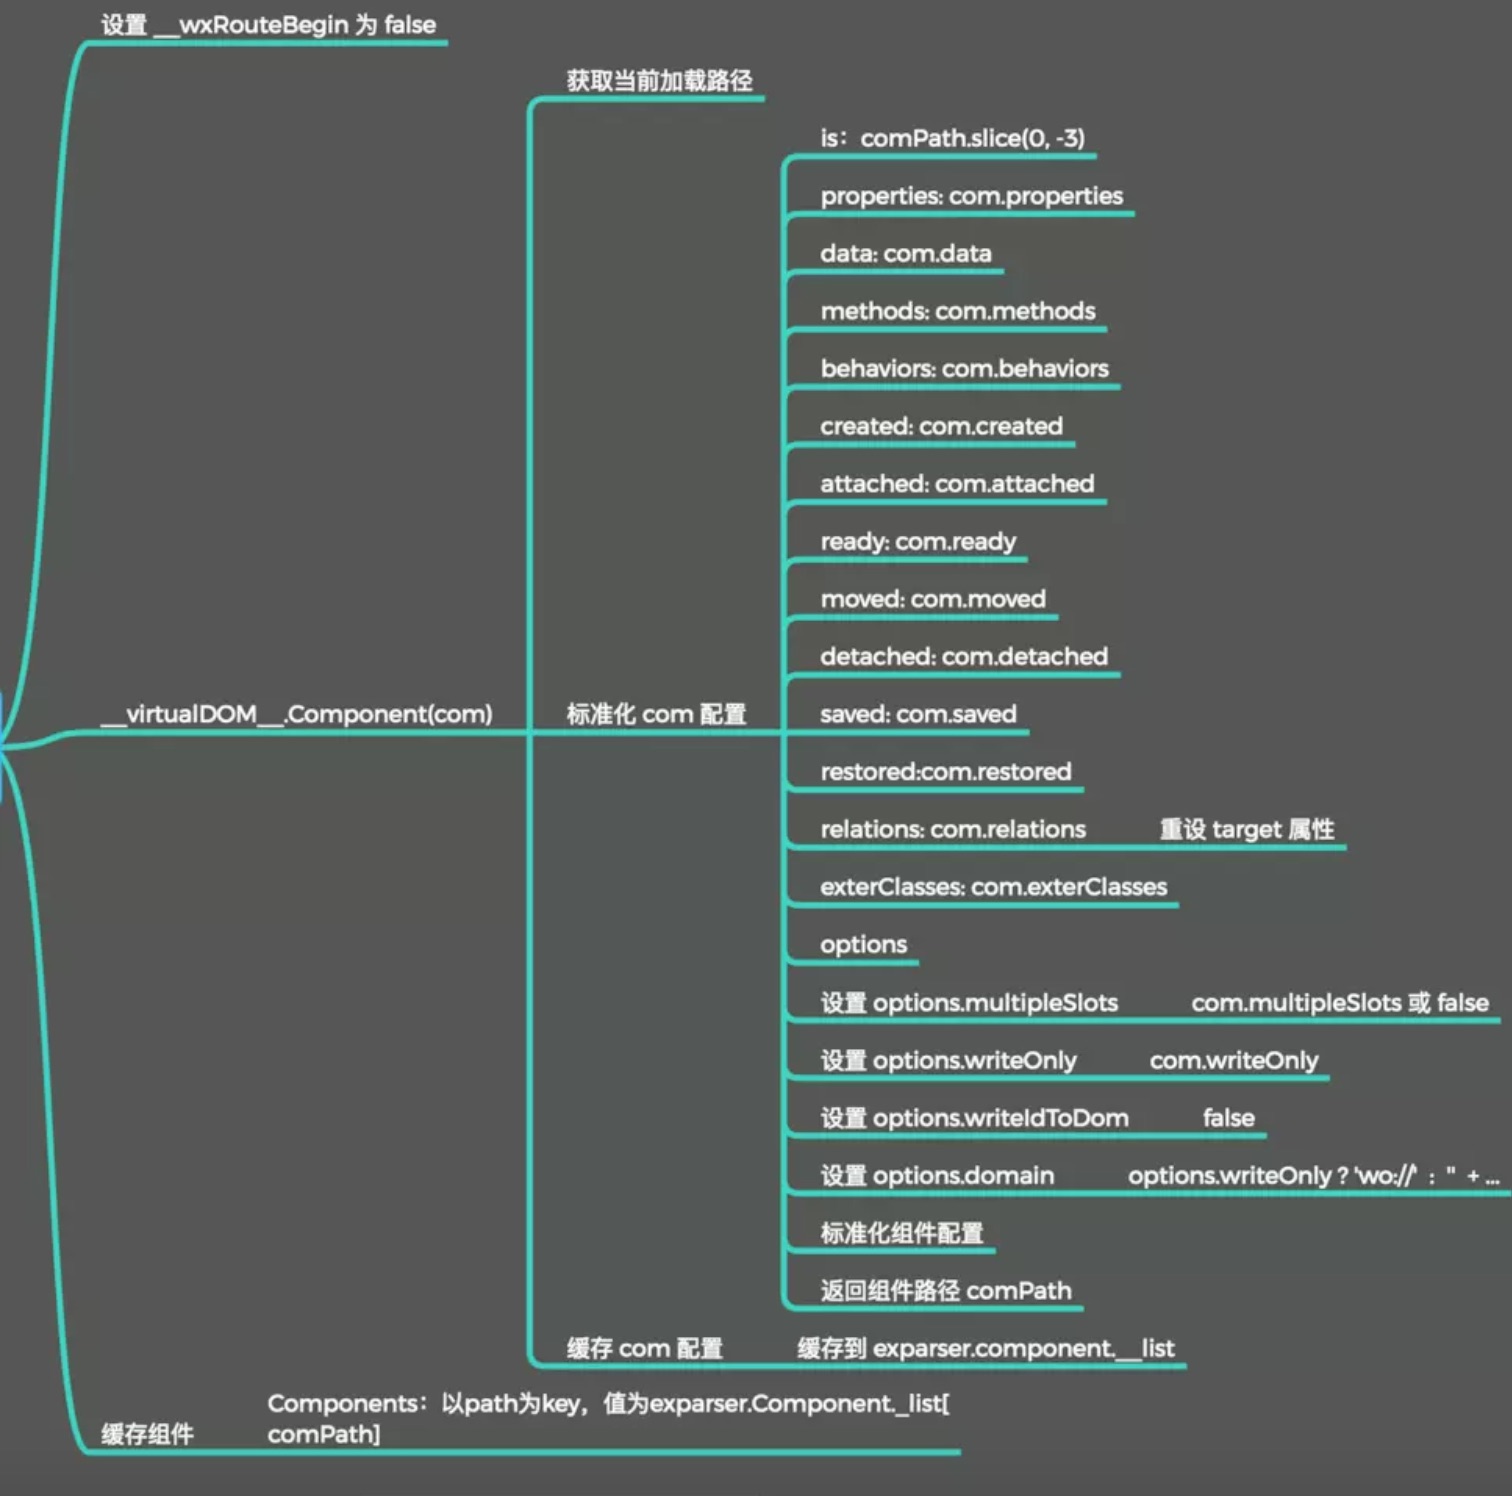 设置 __wxRouteBegin 为 false
获取当前加载路径
is：comPath.slice(0, -3)
properties: com.properties
data: com.data
methods: com.methods
behaviors: com.behaviors
created: com.created
attached: com.attached
ready: com.ready
moved: com.moved
detached: com.detached
__virtualDOM__.Component(com)
标准化 com 配置
saved: com.saved
restored:com.restored
relations: com.relations
重设 target 属性
exterClasses: com.exterClasses
options
设置 options.multipleSlots
com.multipleSlots 或 false
设置 options.writeOnly
com.writeOnly
设置 options.writeIdToDom
false
设置 options.domain
options.writeOnly ? 'wo://' : '' + ...
标准化组件配置
返回组件路径 comPath
缓存 com 配置
缓存到 exparser.component.__list
缓存组件
Components：以path为key，值为exparser.Component._list[
comPath]